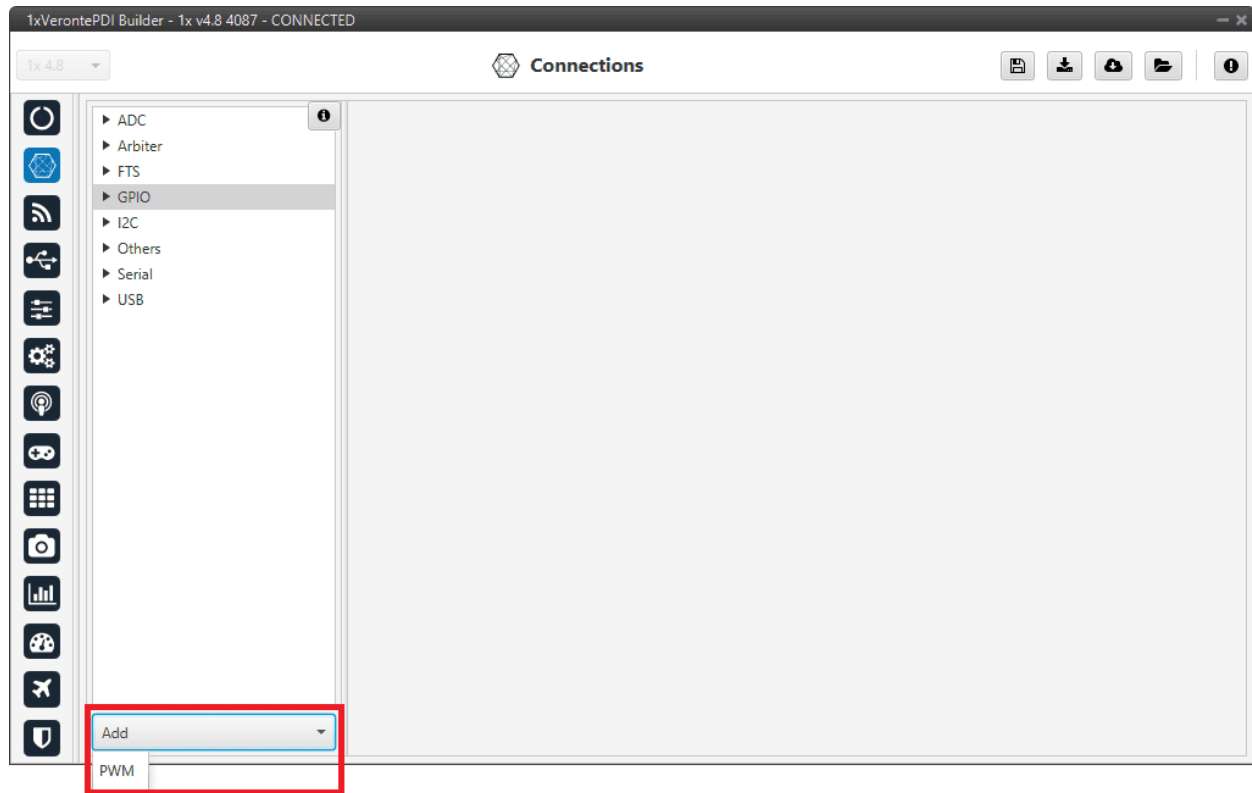 1xVerontePDI Builder - 1x v4.8 4087 - CONNECTED
1x 4.8
Connections
ADC
Arbiter
FTS
GPIO
I2C
Others
Serial
USB
Add
PWM